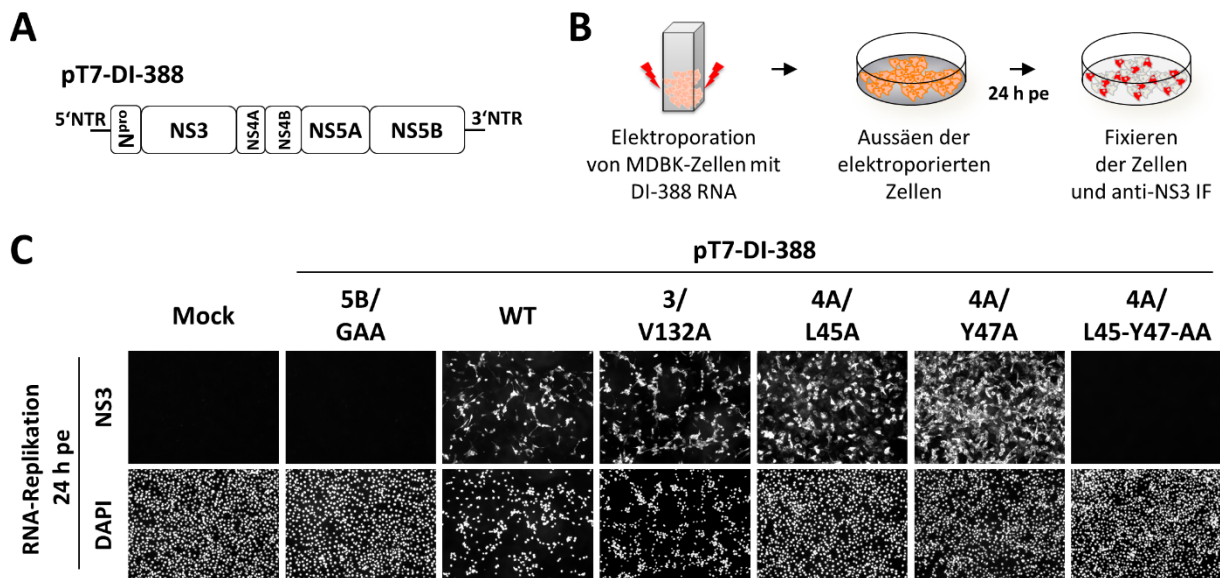 A
pT7-DI-388
5‘NTR
Npro
NS3
NS4A
NS4B
NS5A
NS5B
3‘NTR
B
24 h pe
Elektroporation
von MDBK-Zellen mit
DI-388 RNA
Aussäen der
elektroporierten
Zellen
Fixieren
der Zellen
und anti-NS3 IF
C
pT7-DI-388
Mock
5B/
GAA
WT
3/
V132A
4A/
L45A
4A/
Y47A
4A/
L45-Y47-AA
RNA-Replikation
24 h pe
NS3
DAPI